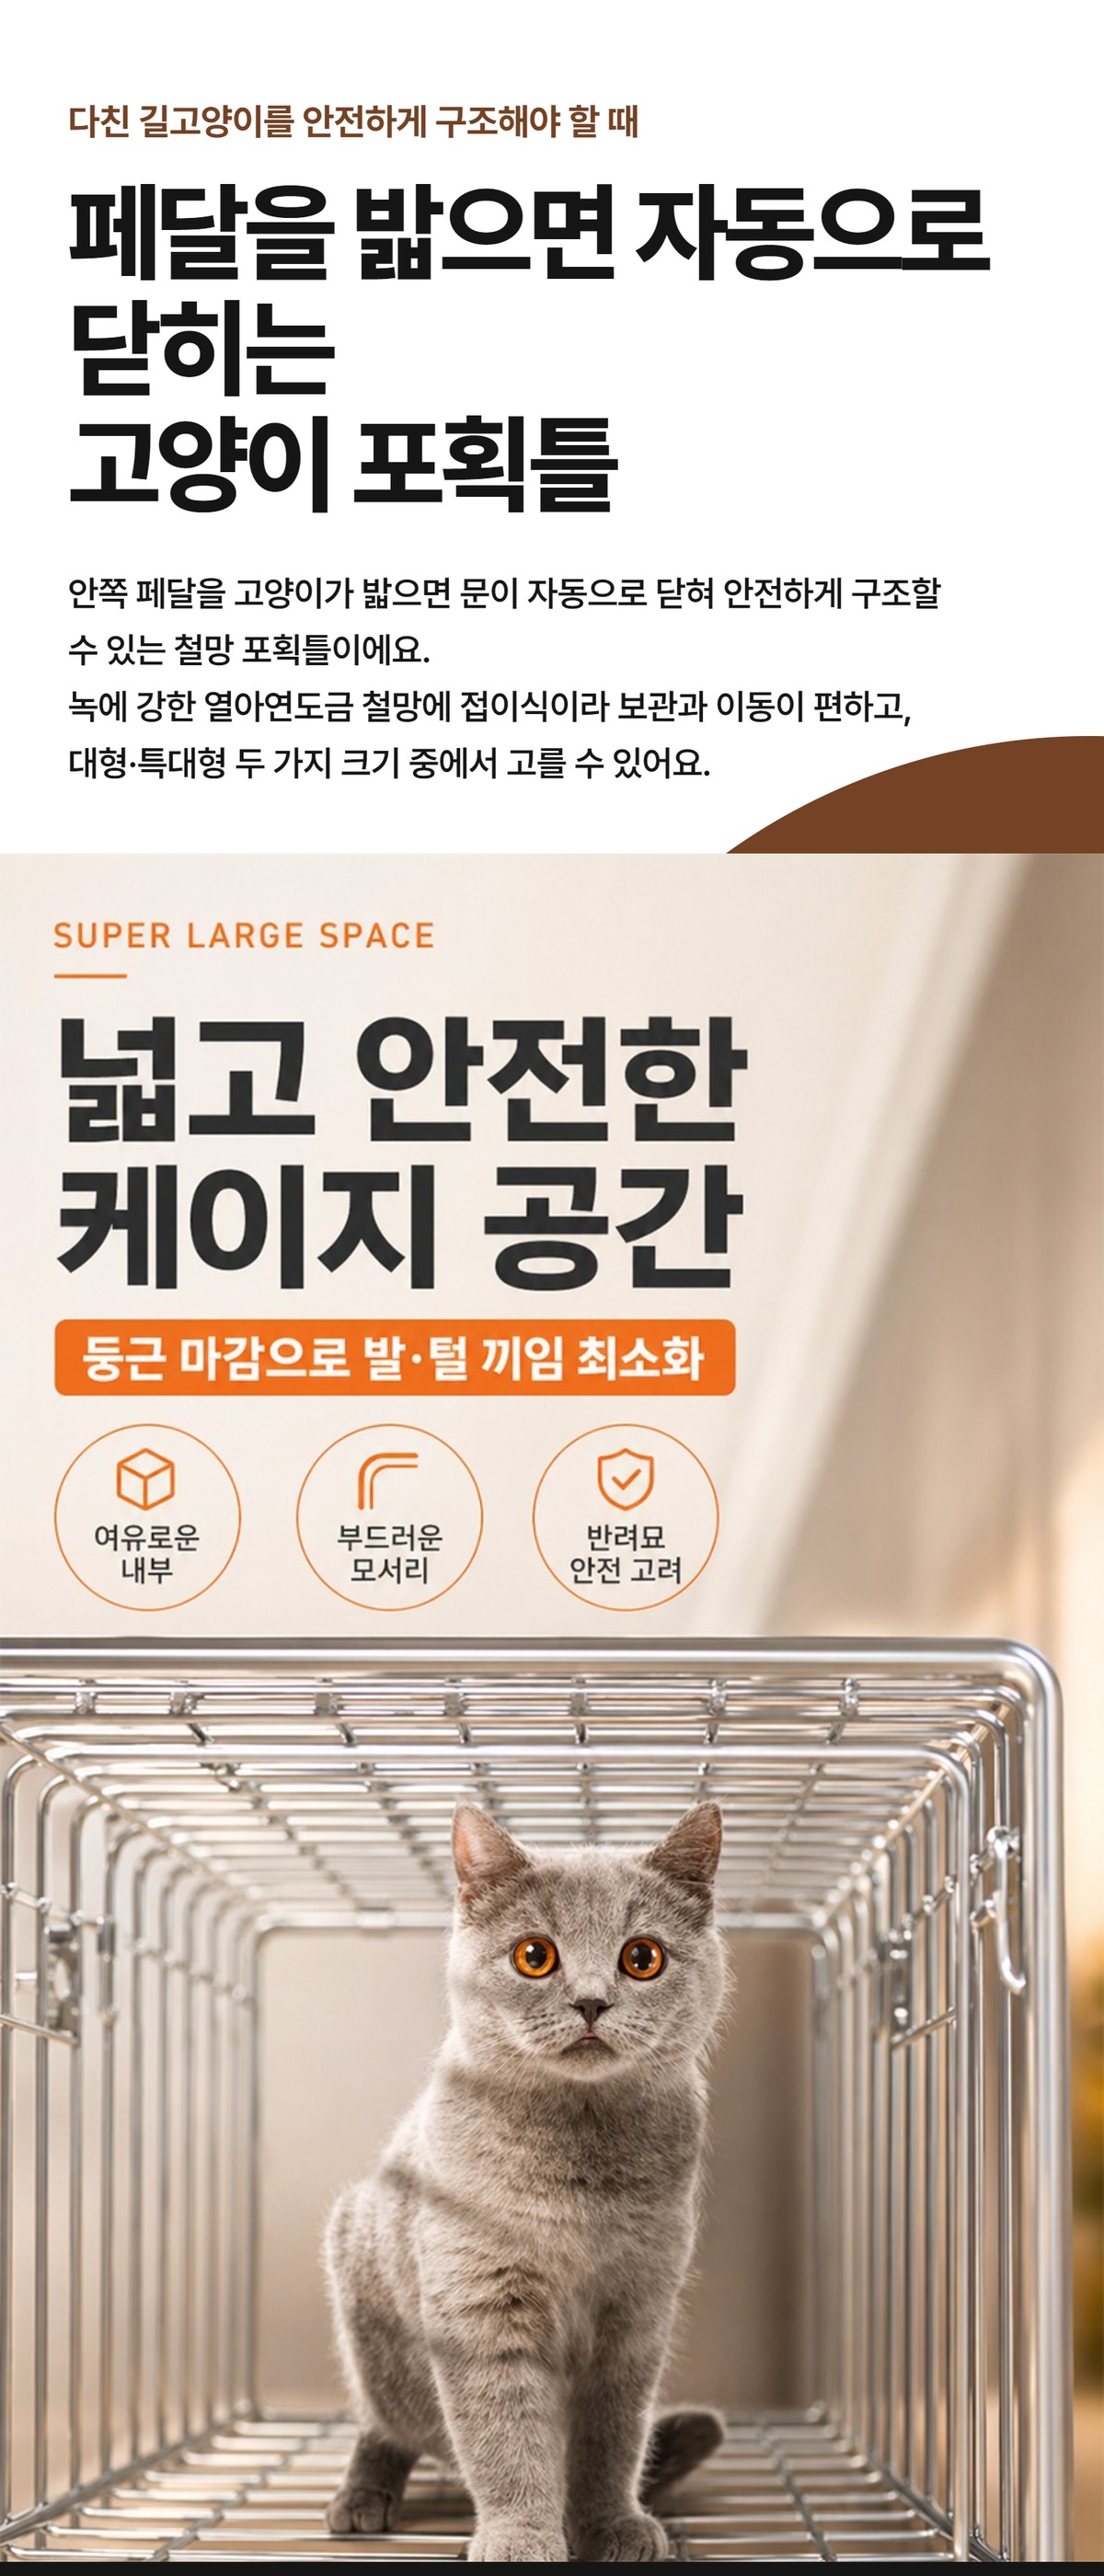 다친 길고양이를 안전하게 구조해야 할 때
페달을 밟으면 자동으로
닫히는
고양이 포획틀
안쪽 페달을 고양이가 밟으면 문이 자동으로 닫혀 안전하게 구조할
수 있는 철망 포획틀이에요.
녹에 강한 열아연도금 철망에 접이식이라 보관과 이동이 편하고,
대형·특대형 두 가지 크기 중에서 고를 수 있어요.
SUPER LARGE SPACE
넓고 안전한
케이지 공간
둥근 마감으로 발·털 끼임 최소화
여유로운
내부
부드러운
모서리
반려묘
안전 고려